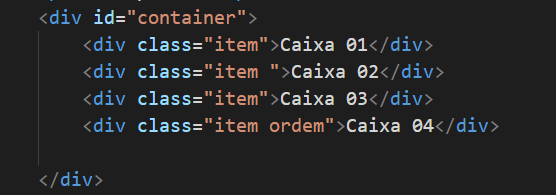 <div id="container">
<div class="item">Caixa 01</div>
<div class="item ">Caixa 02</div>
<div class="item">Caixa 03</div>
<div class="item ordem">Caixa 04</div>
</div>